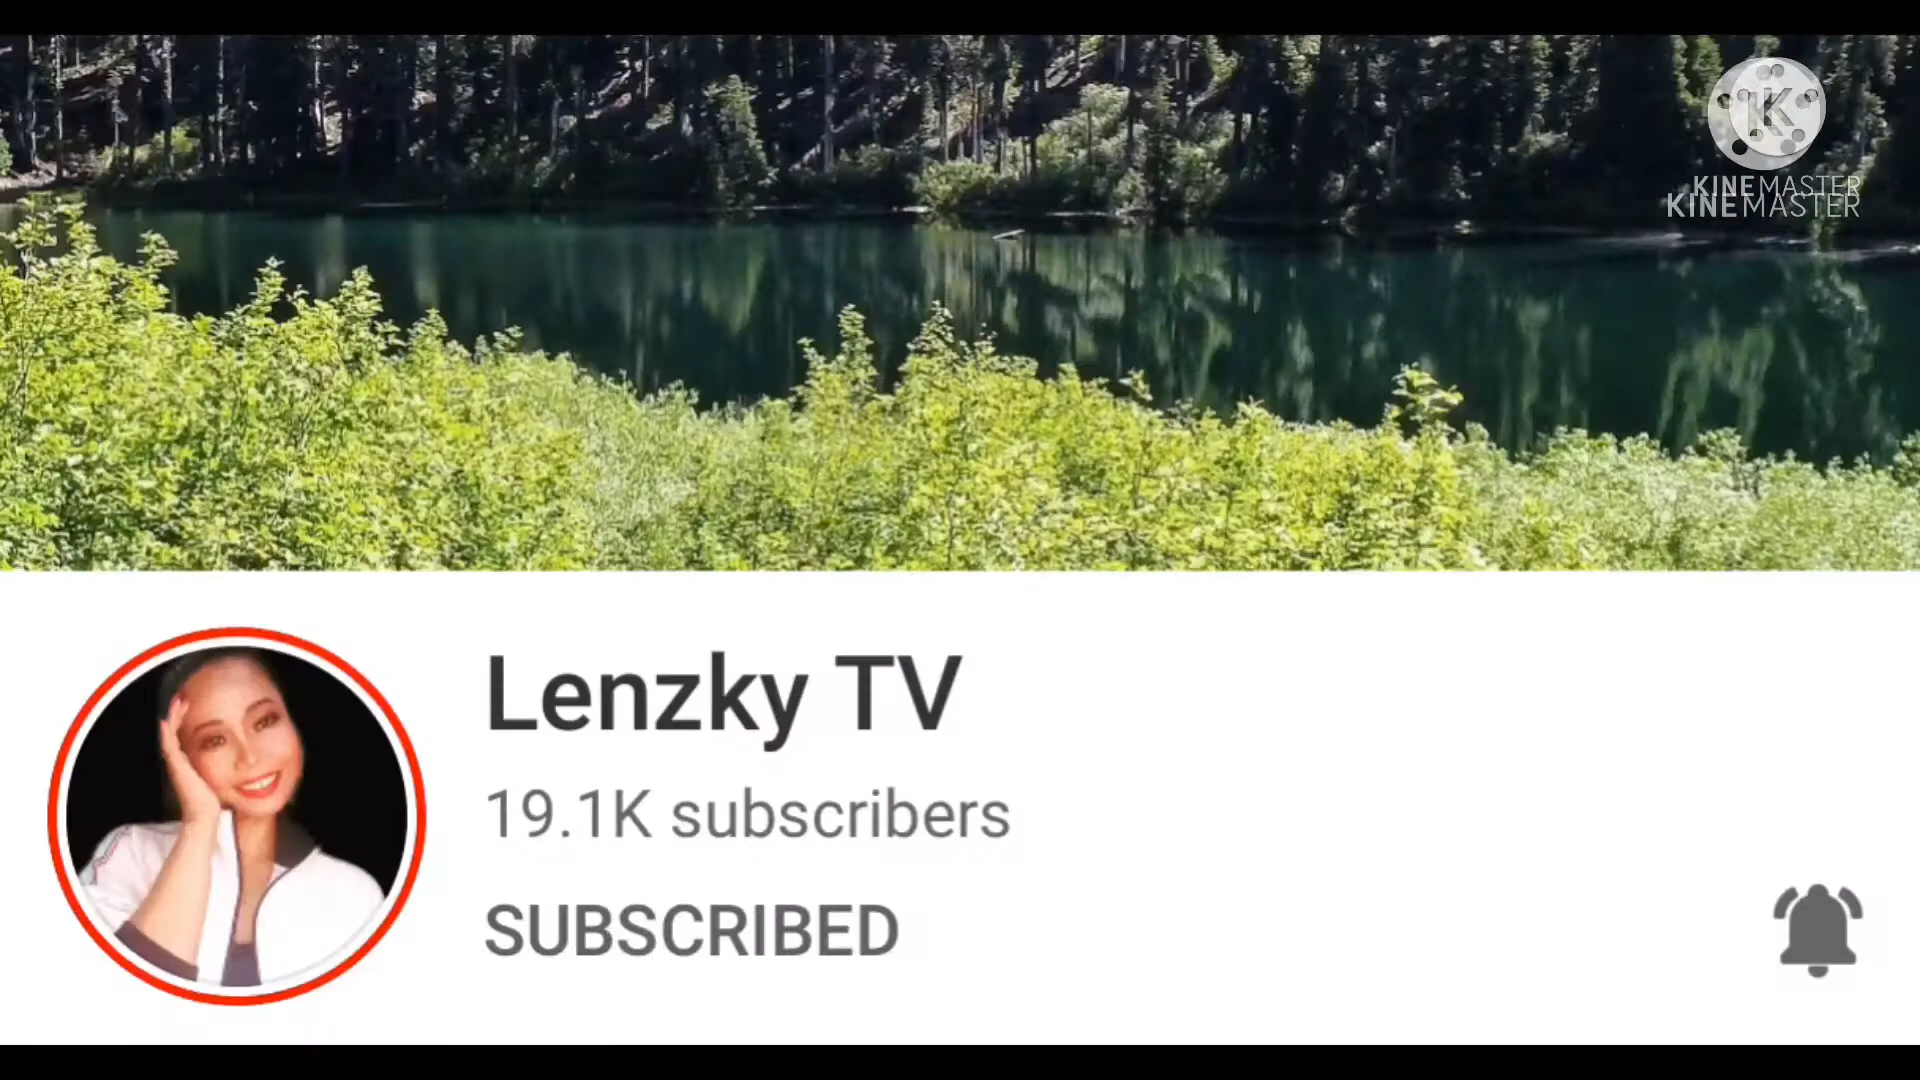 K
KINEMASTER
KINEMASTER
Lenzky TV
19.1K subscribers
SUBSCRIBED